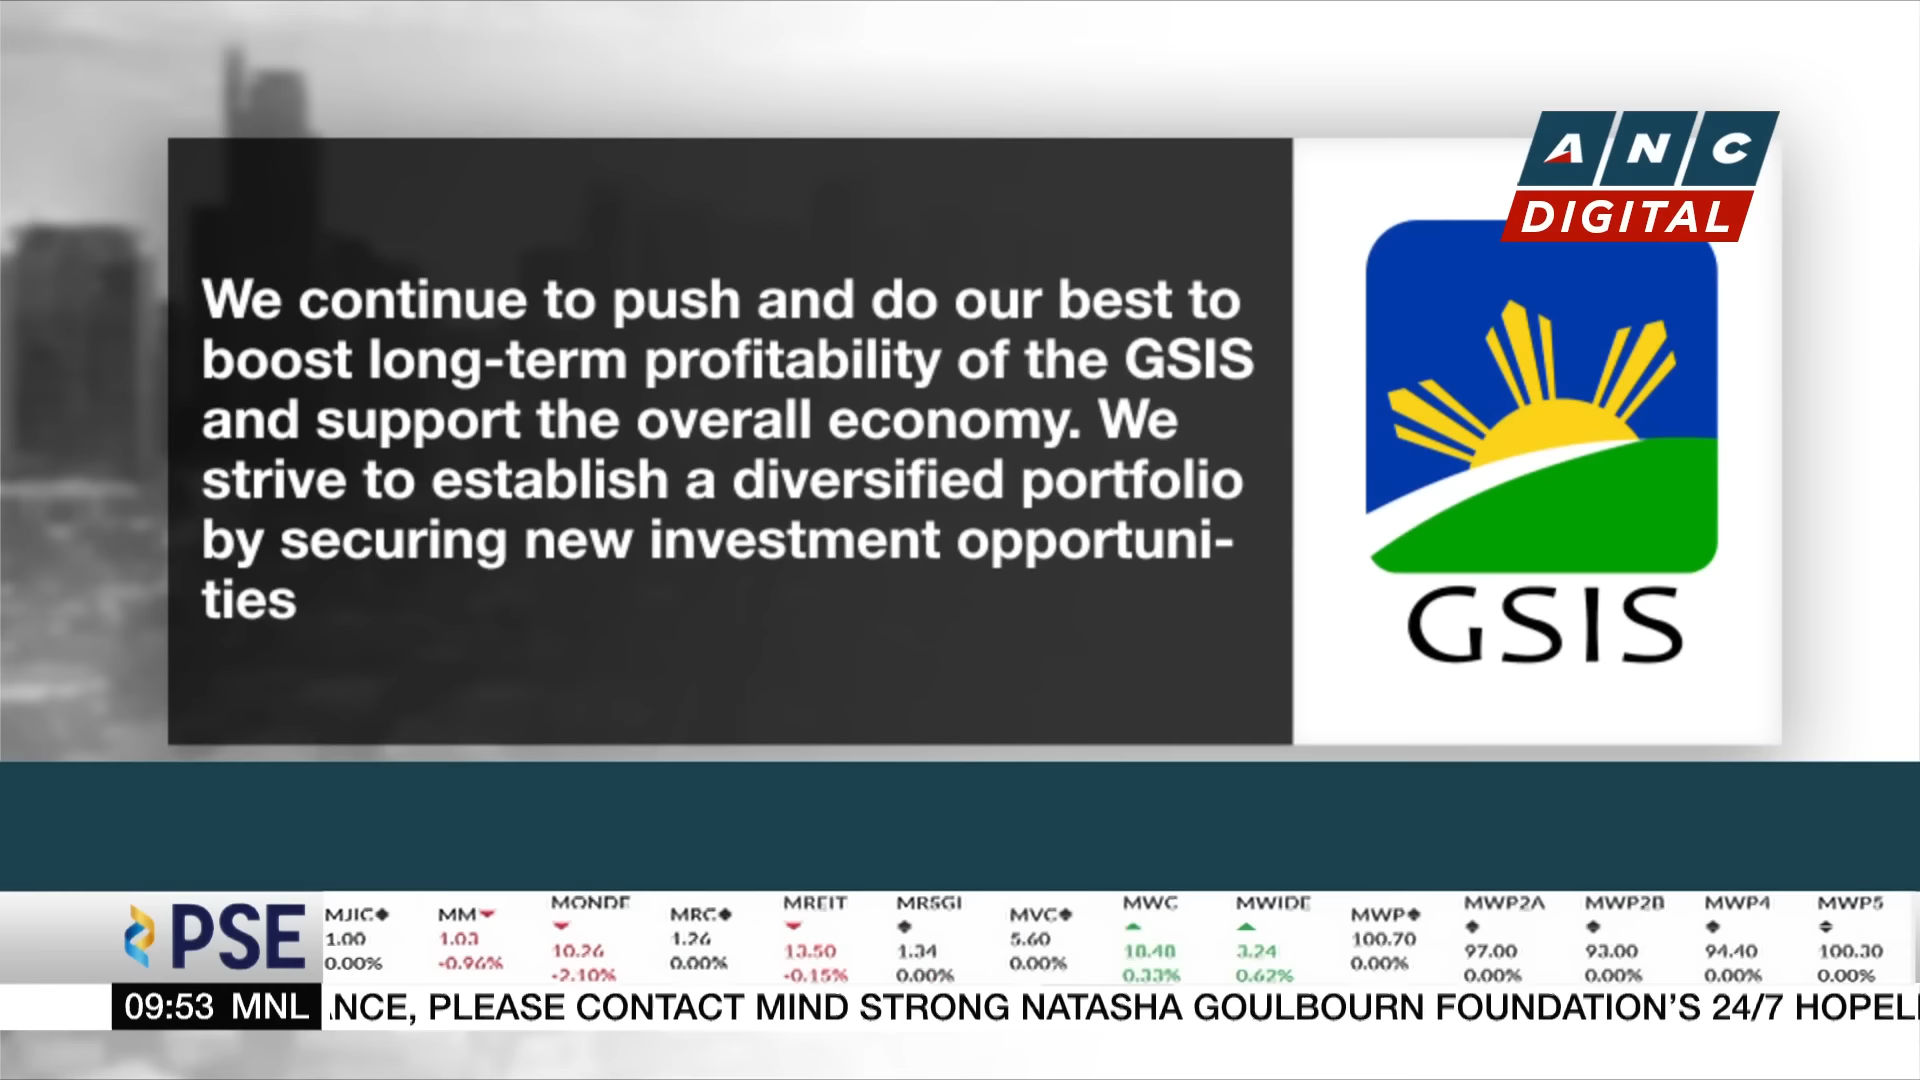 A N C
DIGITAL
We continue to push and do our best to
boost long-term profitability of the GSIS
and support the overall economy. We
strive to establish a diversified portfolio
by securing new investment opportuni-
ties
GSIS
PSE
MJIC MM MONDE MRC MREIT MRSGI MVC MWC MWIDE MWP MWP2A MWP2B MWP4 MWP5
1.00 1.03 10.26 1.26 13.50 1.34 5.60 18.48 3.24 100.70 97.00 93.00 94.40 100.30
0.00% -0.96% -2.10% 0.00% -0.15% 0.00% 0.00% 0.33% 0.62% 0.00% 0.00% 0.00% 0.00% 0.00%
09:53 MNL NCE, PLEASE CONTACT MIND STRONG NATASHA GOULBOURN FOUNDATION'S 24/7 HOPEL